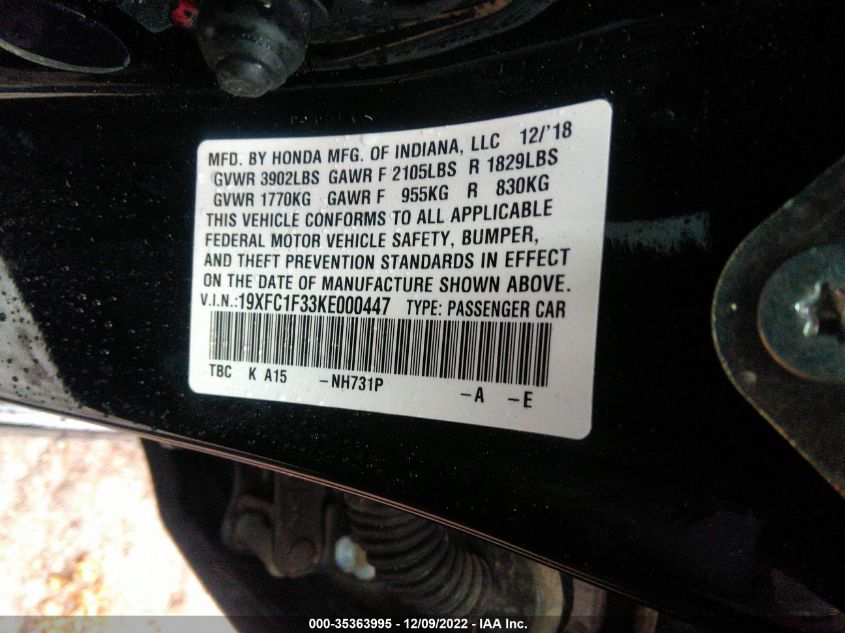 MFD. BY HONDA MFG. OF INDIANA, LLC 12/'18
GVWR 3902LBS GAWR F 2105LBS R 1829LBS
GVWR 1770KG GAWR F 955KG R 830KG
THIS VEHICLE CONFORMS TO ALL APPLICABLE
FEDERAL MOTOR VEHICLE SAFETY, BUMPER,
AND THEFT PREVENTION STANDARDS IN EFFECT
ON THE DATE OF MANUFACTURE SHOWN ABOVE.
V.I.N.:19XFC1F33KE000447 TYPE: PASSENGER CAR
TBC K A15 -NH731P -A -E
000-35363995 - 12/09/2022 - IAA Inc.